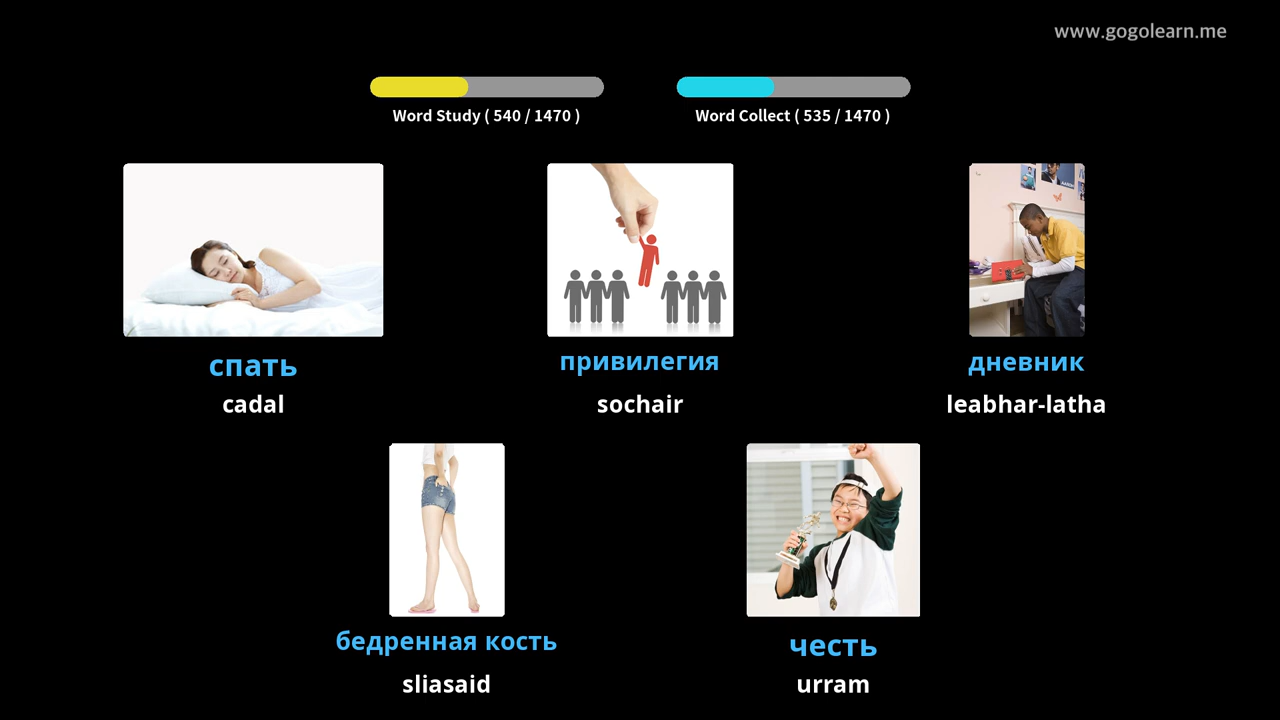 www.gogolearn.me
Word Study ( 540 / 1470 )
Word Collect ( 535 / 1470 )
спать
cadal
привилегия
sochair
дневник
leabhar-latha
бедренная кость
sliasaid
честь
urram